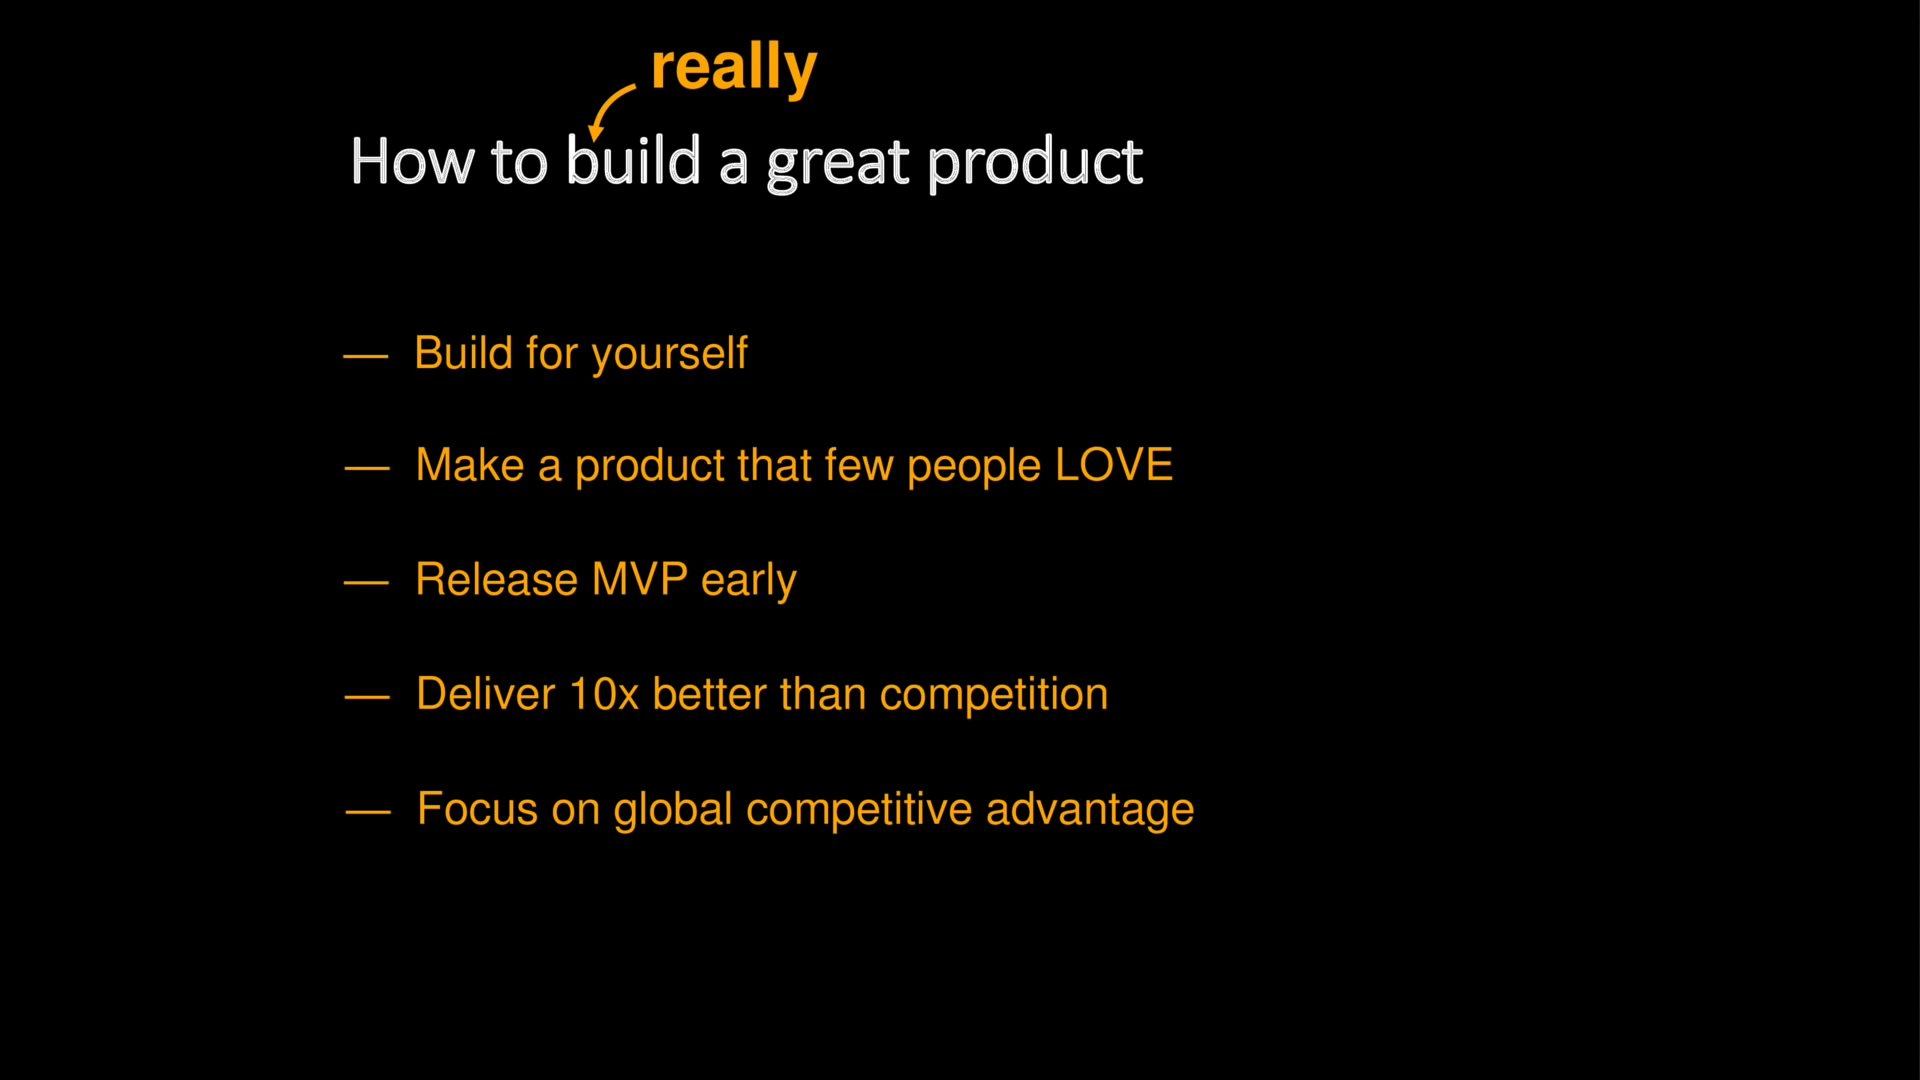 really
How to build a great product
— Build for yourself
— Make a product that few people LOVE
— Release MVP early
— Deliver 10x better than competition
— Focus on global competitive advantage